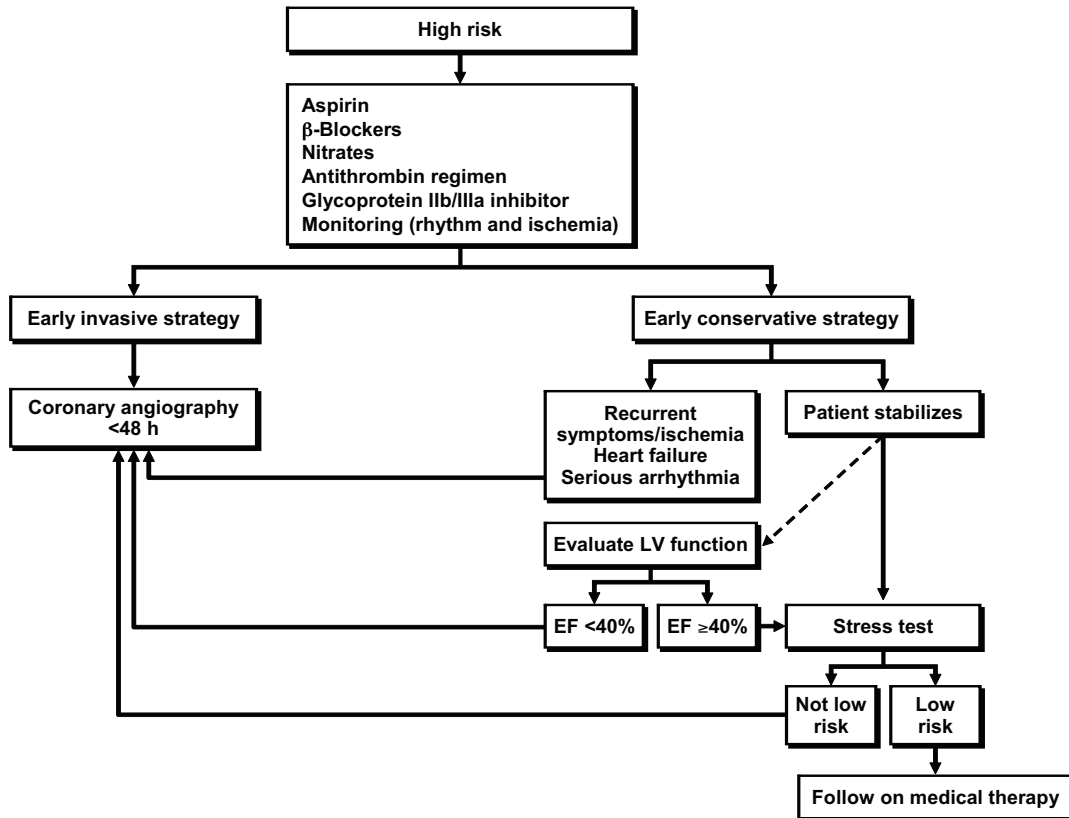 High risk
Aspirin
β-Blockers
Nitrates
Antithrombin regimen
Glycoprotein IIb/IIIa inhibitor
Monitoring (rhythm and ischemia)
Early invasive strategy
Early conservative strategy
Coronary angiography
<48 h
Recurrent
symptoms/ischemia
Heart failure
Serious arrhythmia
Patient stabilizes
Evaluate LV function
EF <40%
EF ≥40%
Stress test
Not low
risk
Low
risk
Follow on medical therapy